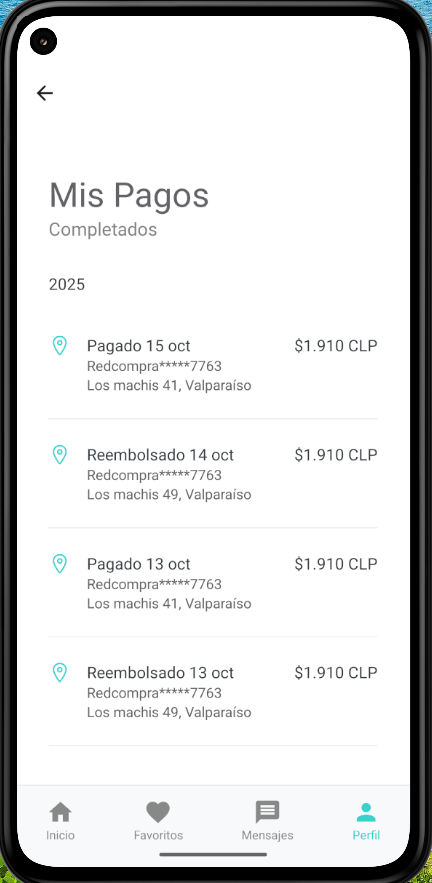 Mis Pagos
Completados
2025
Pagado 15 oct $1.910 CLP
Redcompra*****7763
Los machis 41, Valparaíso
Reembolsado 14 oct $1.910 CLP
Redcompra*****7763
Los machis 49, Valparaíso
Pagado 13 oct $1.910 CLP
Redcompra*****7763
Los machis 41, Valparaíso
Reembolsado 13 oct $1.910 CLP
Redcompra*****7763
Los machis 49, Valparaíso
Inicio Favoritos Mensajes Perfil